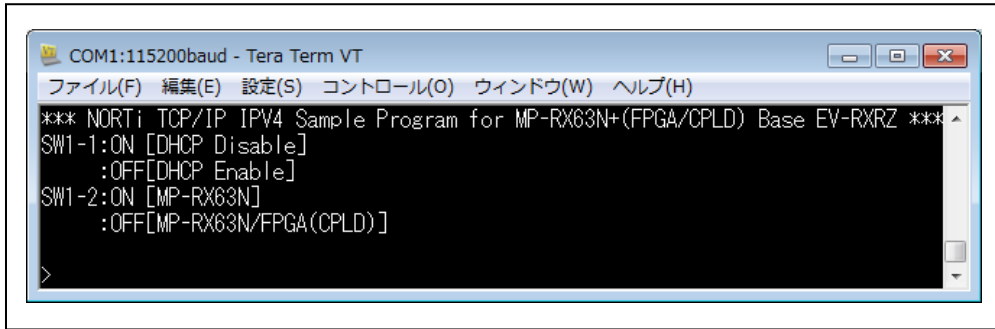 COM1:115200baud - Tera Term VT
ファイル(F) 編集(E) 設定(S) コントロール(O) ウィンドウ(W) ヘルプ(H)
*** NORTi TCP/IP IPV4 Sample Program for MP-RX63N+(FPGA/CPLD) Base EV-RXRZ ***
SW1-1:ON [DHCP Disable]
:OFF[DHCP Enable]
SW1-2:ON [MP-RX63N]
:OFF[MP-RX63N/FPGA(CPLD)]
>